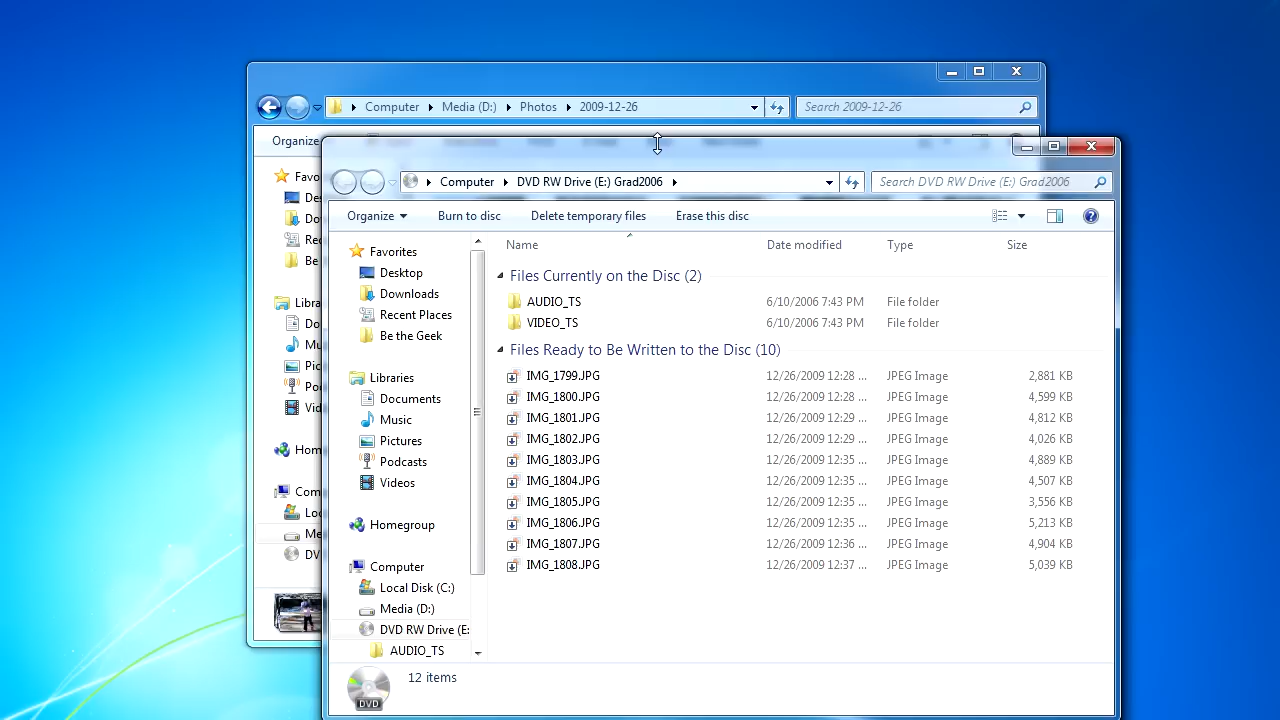 Computer Media (D:) Photos 2009-12-26
Search 2009-12-26
Organize
Computer DVD RW Drive (E:) Grad2006
Search DVD RW Drive (E:) Grad2006
Organize Burn to disc Delete temporary files Erase this disc
Favorites
Desktop
Downloads
Recent Places
Be the Geek
Libraries
Documents
Music
Pictures
Podcasts
Videos
Homegroup
Computer
Local Disk (C:)
Media (D:)
DVD RW Drive (E:
AUDIO_TS
Name Date modified Type Size
Files Currently on the Disc (2)
AUDIO_TS 6/10/2006 7:43 PM File folder
VIDEO_TS 6/10/2006 7:43 PM File folder
Files Ready to Be Written to the Disc (10)
IMG_1799.JPG 12/26/2009 12:28 ... JPEG Image 2,881 KB
IMG_1800.JPG 12/26/2009 12:28 ... JPEG Image 4,599 KB
IMG_1801.JPG 12/26/2009 12:29 ... JPEG Image 4,812 KB
IMG_1802.JPG 12/26/2009 12:29 ... JPEG Image 4,026 KB
IMG_1803.JPG 12/26/2009 12:35 ... JPEG Image 4,889 KB
IMG_1804.JPG 12/26/2009 12:35 ... JPEG Image 4,507 KB
IMG_1805.JPG 12/26/2009 12:35 ... JPEG Image 3,556 KB
IMG_1806.JPG 12/26/2009 12:35 ... JPEG Image 5,213 KB
IMG_1807.JPG 12/26/2009 12:36 ... JPEG Image 4,904 KB
IMG_1808.JPG 12/26/2009 12:37 ... JPEG Image 5,039 KB
12 items
DVD